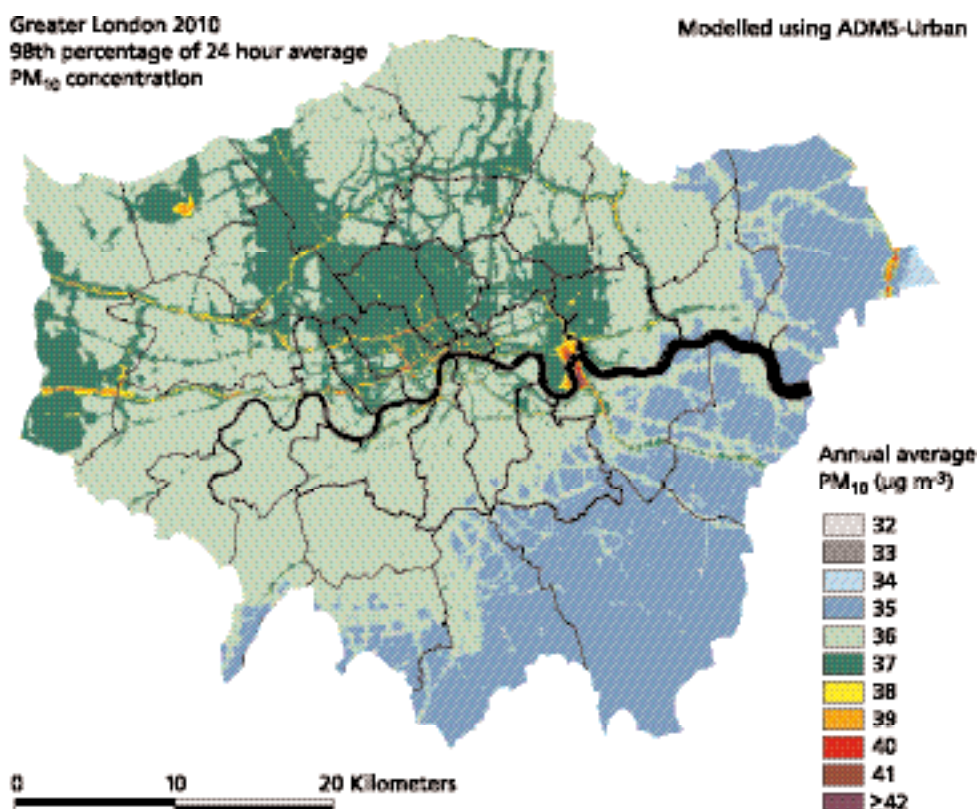 Greater London 2010
98th percentage of 24 hour average
PM₁₀ concentration
Modelled using ADMS-Urban
Annual average
PM₁₀ (µg m⁻³)
32
33
34
35
36
37
38
39
40
41
≥42
0 10 20 Kilometers